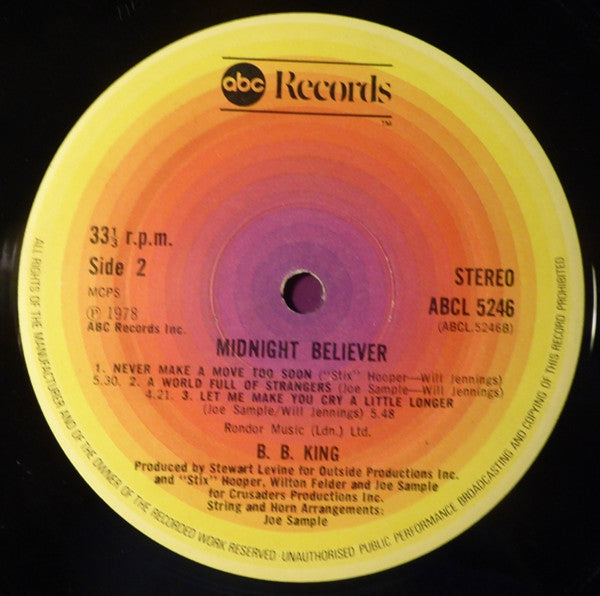 abc Records
TM
33⅓ r.p.m.
Side 2
MCPS
Ⓟ 1978
ABC Records Inc.
STEREO
ABCL 5246
(ABCL.5246B)
MIDNIGHT BELIEVER
1. NEVER MAKE A MOVE TOO SOON ("Stix" Hooper—Will Jennings)
5.30. 2. A WORLD FULL OF STRANGERS (Joe Sample—Will Jennings)
4.21. 3. LET ME MAKE YOU CRY A LITTLE LONGER
(Joe Sample/Will Jennings) 5.48
Rondor Music (Ldn.) Ltd.
B. B. KING
Produced by Stewart Levine for Outside Productions Inc.
and "Stix" Hooper, Wilton Felder and Joe Sample
for Crusaders Productions Inc.
String and Horn Arrangements:
Joe Sample
ALL RIGHTS OF THE MANUFACTURER AND OF THE OWNER OF THE RECORDED WORK RESERVED · UNAUTHORISED PUBLIC PERFORMANCE BROADCASTING AND COPYING OF THIS RECORD PROHIBITED